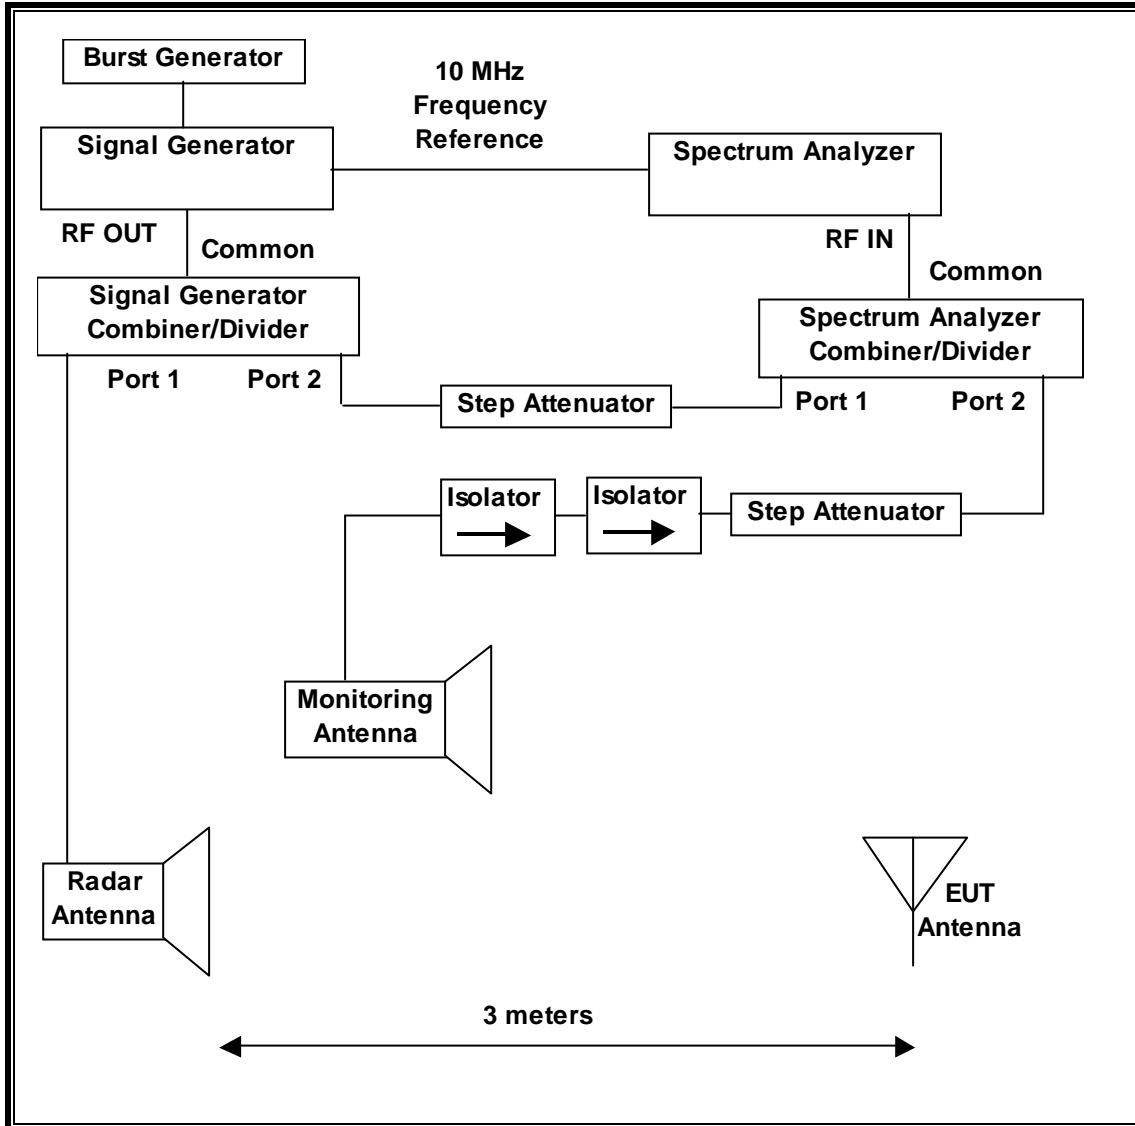 Burst Generator
10 MHz
Frequency
Reference
Signal Generator
Spectrum Analyzer
RF OUT
Common
RF IN
Common
Signal Generator
Combiner/Divider
Spectrum Analyzer
Combiner/Divider
Port 1
Port 2
Step Attenuator
Port 1
Port 2
Isolator
Isolator
Step Attenuator
Monitoring
Antenna
Radar
Antenna
EUT
Antenna
3 meters